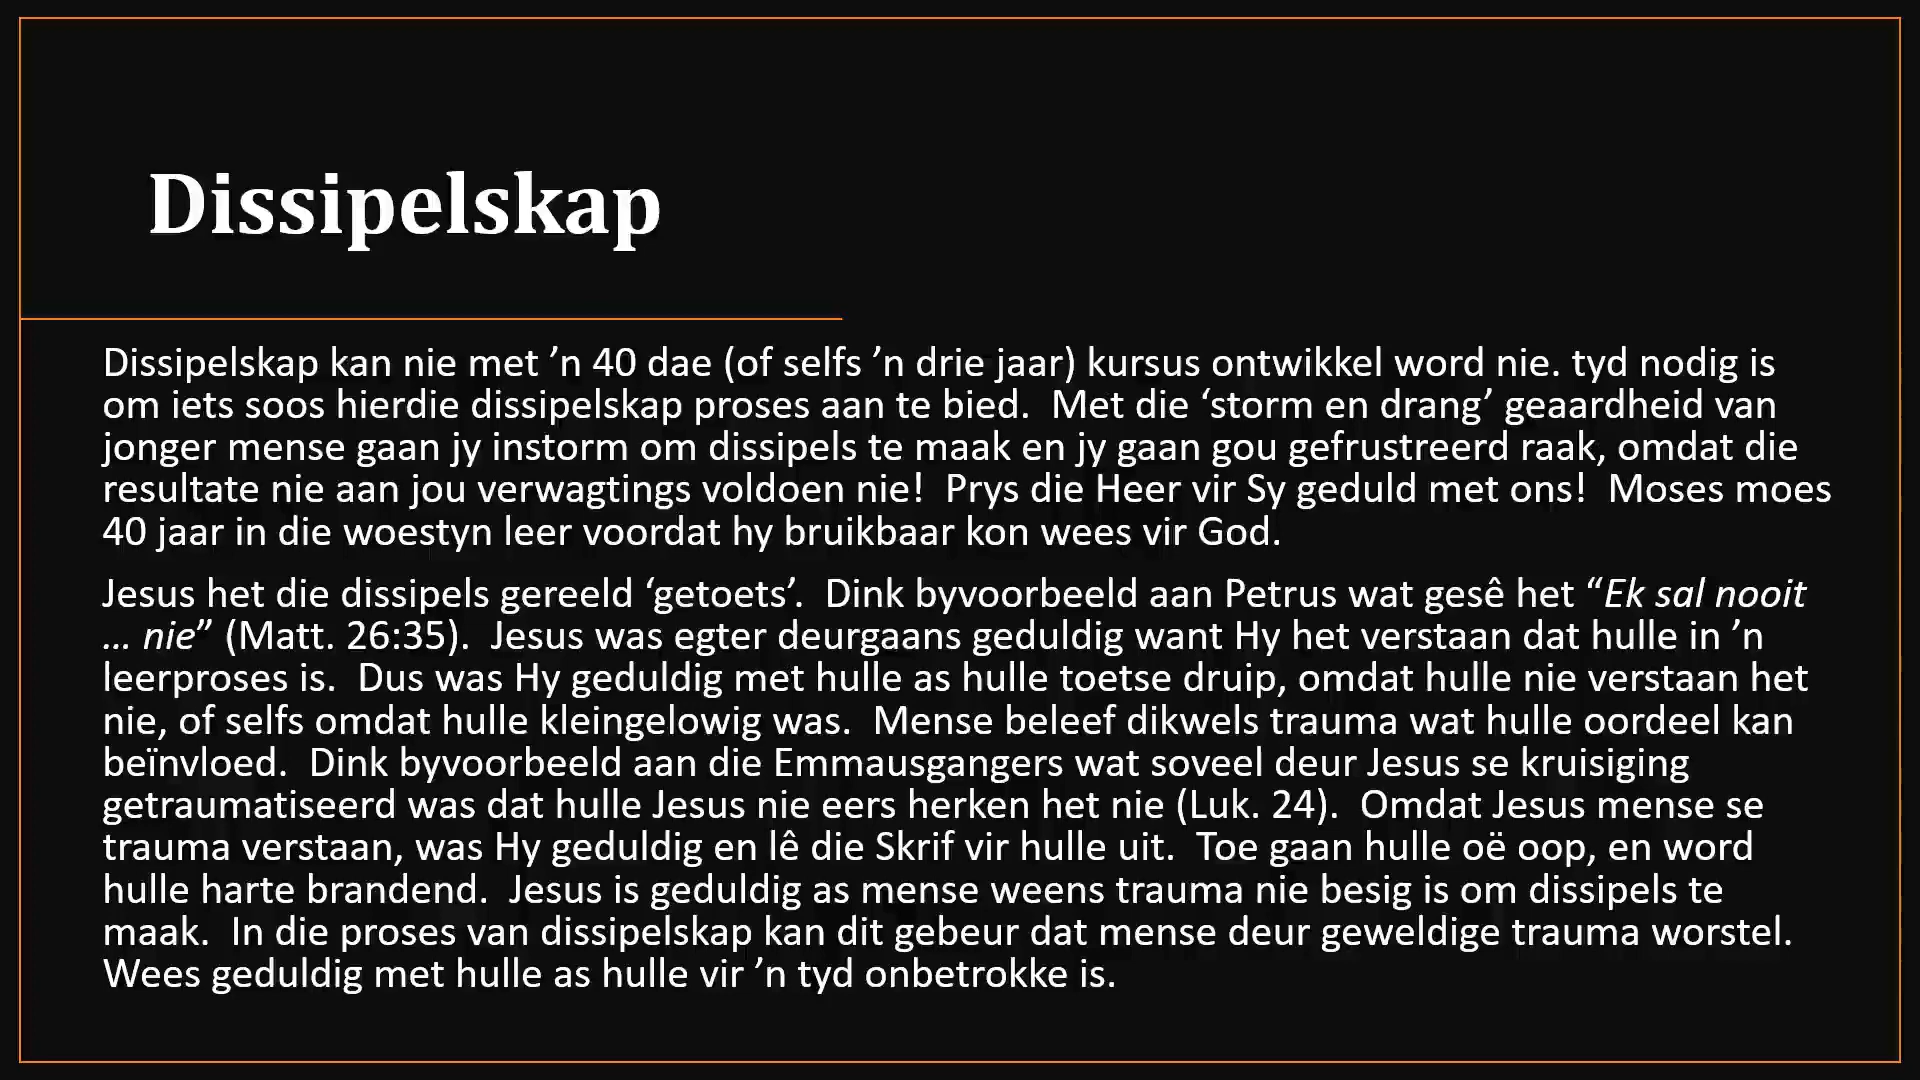 Dissipelskap
Dissipelskap kan nie met ’n 40 dae (of selfs ’n drie jaar) kursus ontwikkel word nie. tyd nodig is
om iets soos hierdie dissipelskap proses aan te bied.  Met die ‘storm en drang’ geaardheid van
jonger mense gaan jy instorm om dissipels te maak en jy gaan gou gefrustreerd raak, omdat die
resultate nie aan jou verwagtings voldoen nie!  Prys die Heer vir Sy geduld met ons!  Moses moes
40 jaar in die woestyn leer voordat hy bruikbaar kon wees vir God.
Jesus het die dissipels gereeld ‘getoets’.  Dink byvoorbeeld aan Petrus wat gesê het “Ek sal nooit
... nie” (Matt. 26:35).  Jesus was egter deurgaans geduldig want Hy het verstaan dat hulle in ’n
leerproses is.  Dus was Hy geduldig met hulle as hulle toetse druip, omdat hulle nie verstaan het
nie, of selfs omdat hulle kleingelowig was.  Mense beleef dikwels trauma wat hulle oordeel kan
beïnvloed.  Dink byvoorbeeld aan die Emmausgangers wat soveel deur Jesus se kruisiging
getraumatiseerd was dat hulle Jesus nie eers herken het nie (Luk. 24).  Omdat Jesus mense se
trauma verstaan, was Hy geduldig en lê die Skrif vir hulle uit.  Toe gaan hulle oë oop, en word
hulle harte brandend.  Jesus is geduldig as mense weens trauma nie besig is om dissipels te
maak.  In die proses van dissipelskap kan dit gebeur dat mense deur geweldige trauma worstel.
Wees geduldig met hulle as hulle vir ’n tyd onbetrokke is.